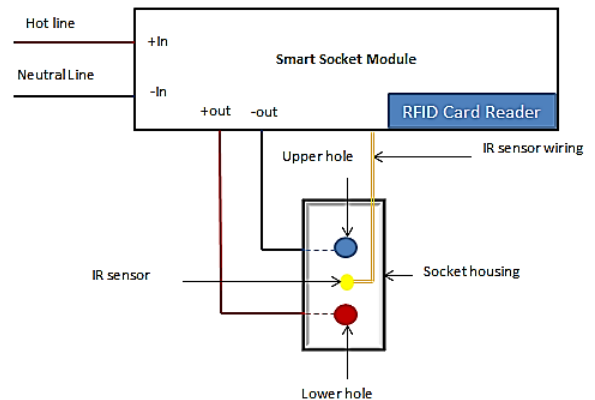 Hot line
+In
Smart Socket Module
Neutral Line
-In
+out
-out
RFID Card Reader
Upper hole
IR sensor wiring
IR sensor
Socket housing
Lower hole